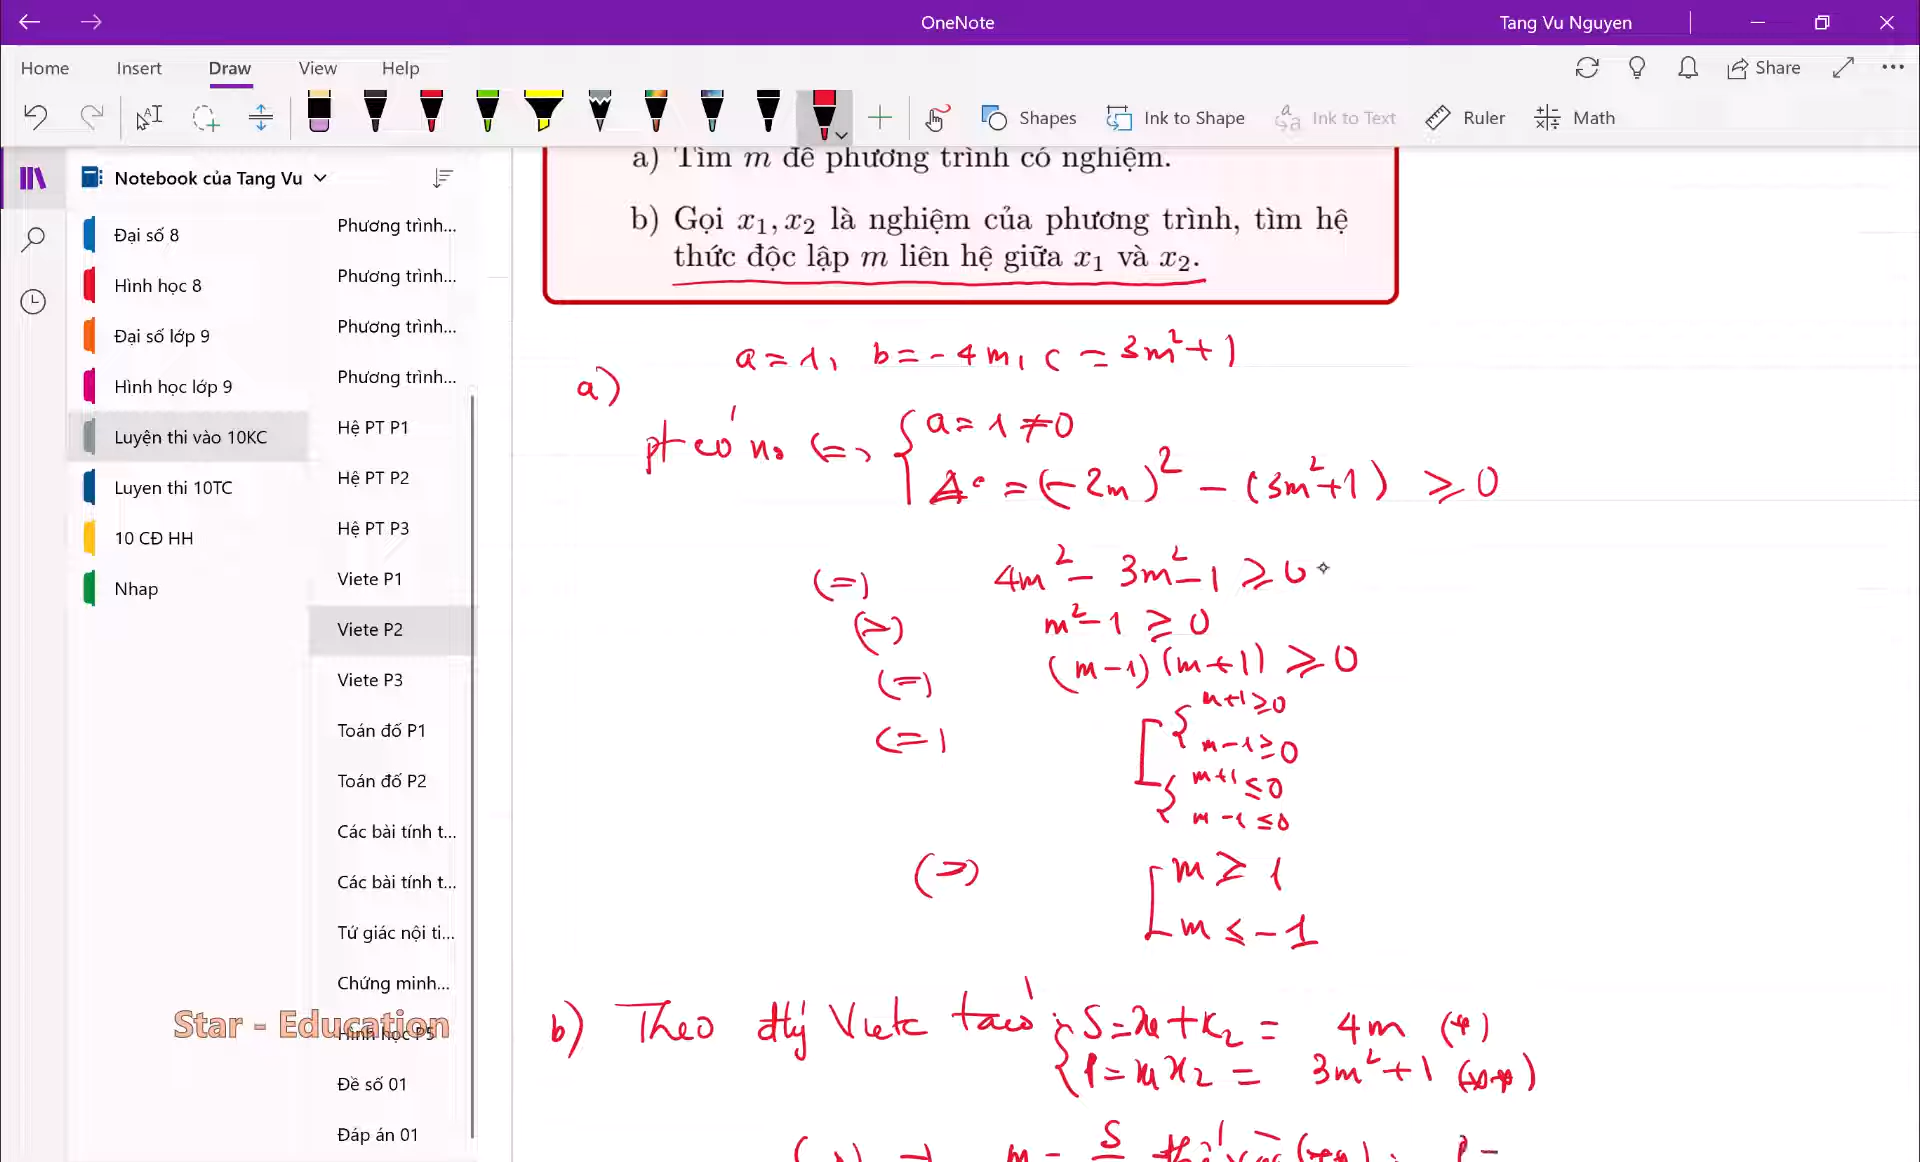 OneNote
Tang Vu Nguyen
Home Insert Draw View Help
Share
Shapes Ink to Shape Ink to Text Ruler Math
Notebook của Tang Vu
Đại số 8
Hình học 8
Đại số lớp 9
Hình học lớp 9
Luyện thi vào 10KC
Luyen thi 10TC
10 CĐ HH
Nhap
Phương trình...
Phương trình...
Phương trình...
Phương trình...
Hệ PT P1
Hệ PT P2
Hệ PT P3
Viete P1
Viete P2
Viete P3
Toán đố P1
Toán đố P2
Các bài tính t...
Các bài tính t...
Tứ giác nội ti...
Chứng minh...
Hình học P5
Đề số 01
Đáp án 01
Star - Education
a) Tìm m để phương trình có nghiệm.
b) Gọi x₁, x₂ là nghiệm của phương trình, tìm hệ
thức độc lập m liên hệ giữa x₁ và x₂.
a = 1, b = -4m, c = 3m² + 1
a)
pt có no (=) { a = 1 ≠ 0
Δ' = (-2m)² - (3m²+1) ≥ 0
(=) 4m² - 3m² - 1 ≥ 0
(=) m² - 1 ≥ 0
(=) (m-1)(m+1) ≥ 0
(=) [ { m+1 ≥ 0
m-1 ≥ 0
{ m+1 ≤ 0
m-1 ≤ 0
(=) [ m ≥ 1
m ≤ -1
b) Theo đlý Viete ta có { S = x₁ + x₂ = 4m (*)
P = x₁x₂ = 3m² + 1 (**)